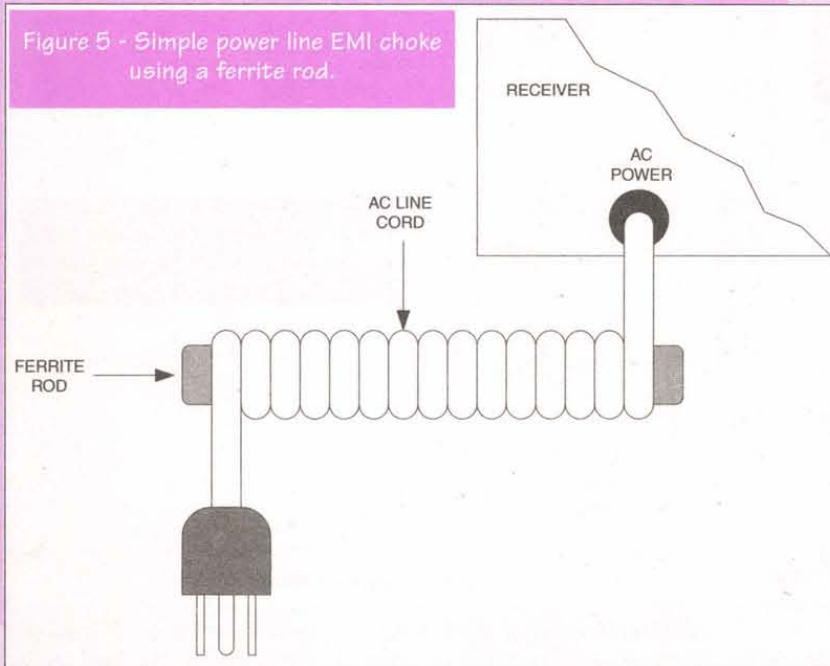 Figure 5 - Simple power line EMI choke
using a ferrite rod.
RECEIVER
AC
POWER
AC LINE
CORD
FERRITE
ROD